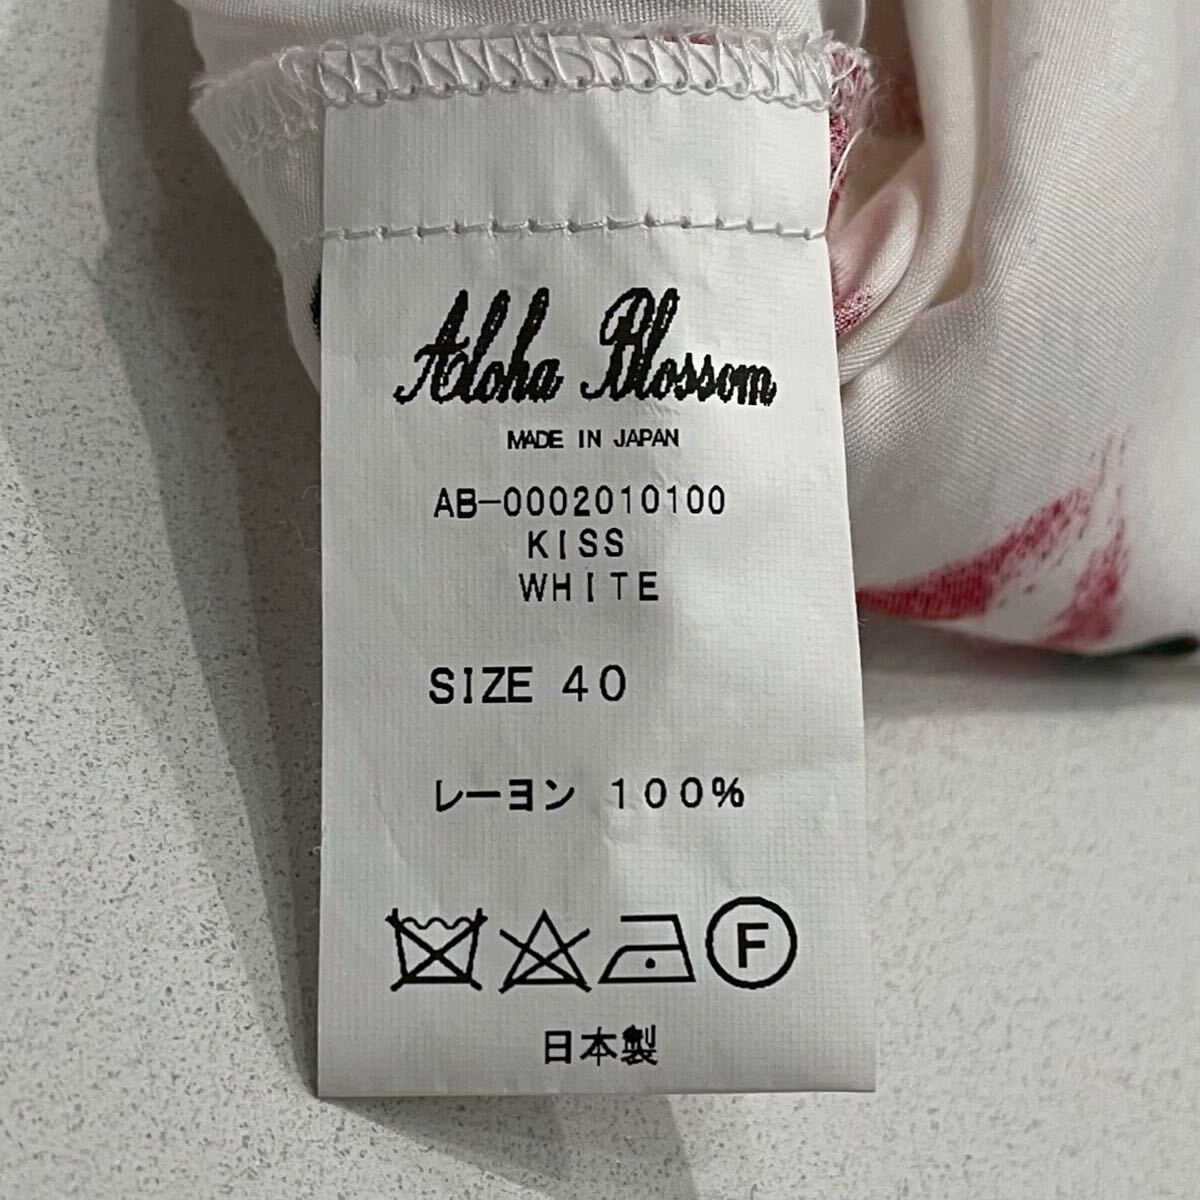 Aloha Blossom
MADE IN JAPAN
AB-0002010100
KISS
WHITE
SIZE 40
レーヨン 100%
F
日本製